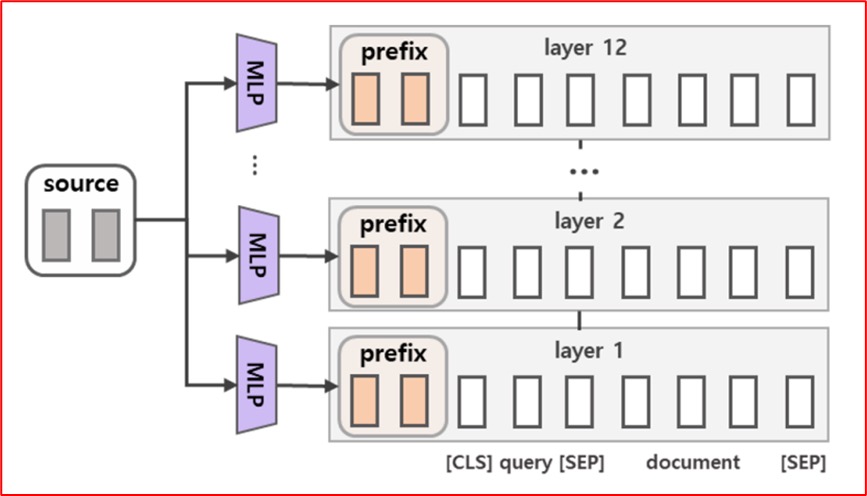 prefix
layer 12
MLP
...
...
source
prefix
layer 2
MLP
prefix
layer 1
MLP
[CLS] query [SEP] document [SEP]